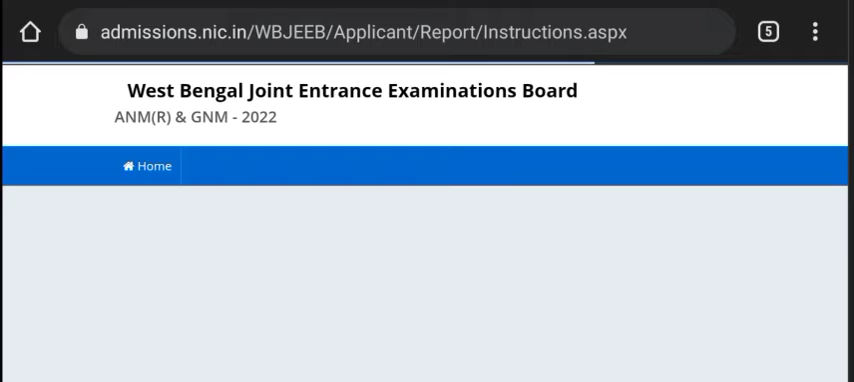 admissions.nic.in/WBJEEB/Applicant/Report/Instructions.aspx
5
West Bengal Joint Entrance Examinations Board
ANM(R) & GNM - 2022
Home